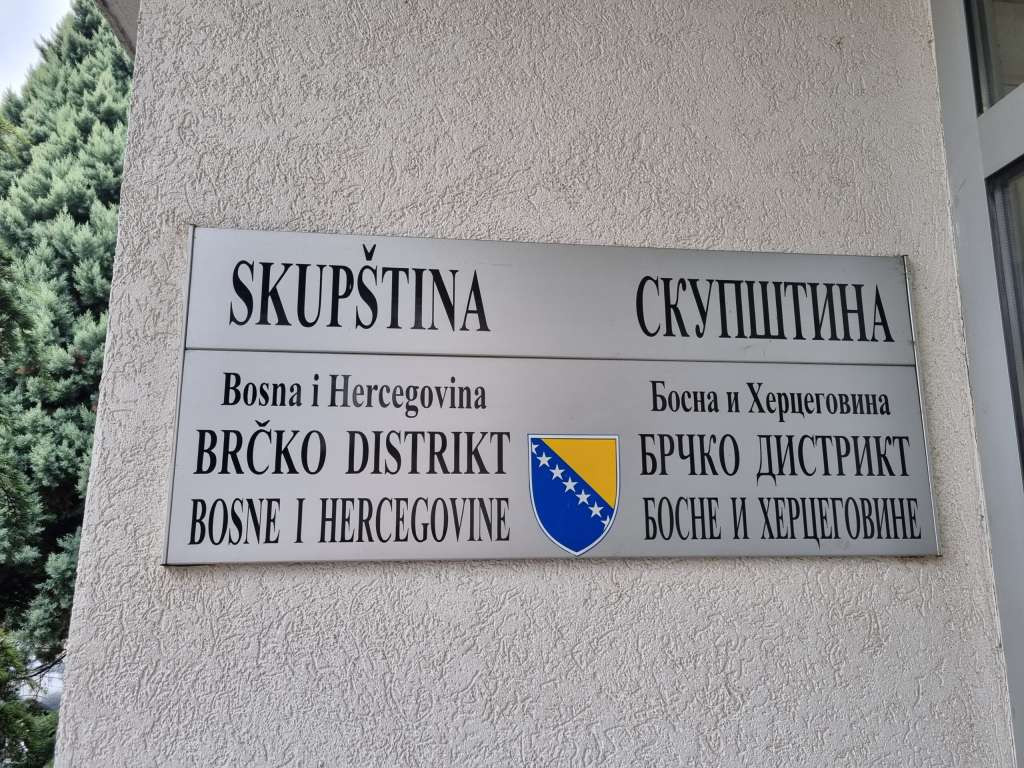 SKUPŠTINA
СКУПШТИНА
Bosna i Hercegovina
BRČKO DISTRIKT
BOSNE I HERCEGOVINE
Босна и Херцеговина
БРЧКО ДИСТРИКТ
БОСНЕ И ХЕРЦЕГОВИНЕ